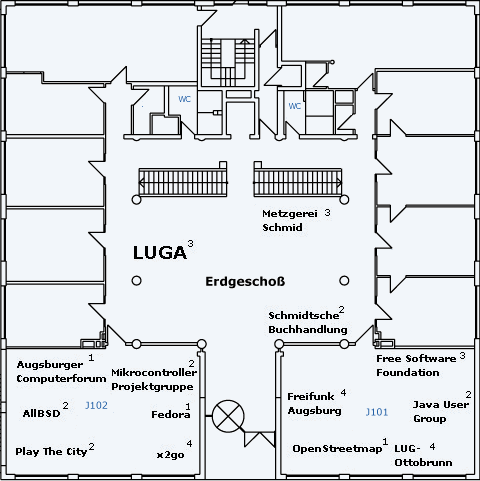 WC
WC
Metzgerei 3
Schmid
LUGA 3
Erdgeschoß
Schmidtsche 2
Buchhandlung
Augsburger 1
Computerforum
Mikrocontroller 2
Projektgruppe
AllBSD 2
J102
Fedora 1
Play The City 2
x2go 4
Free Software 3
Foundation
Freifunk 4
Augsburg
J101
Java User 2
Group
OpenStreetmap 1
LUG- 4
Ottobrunn